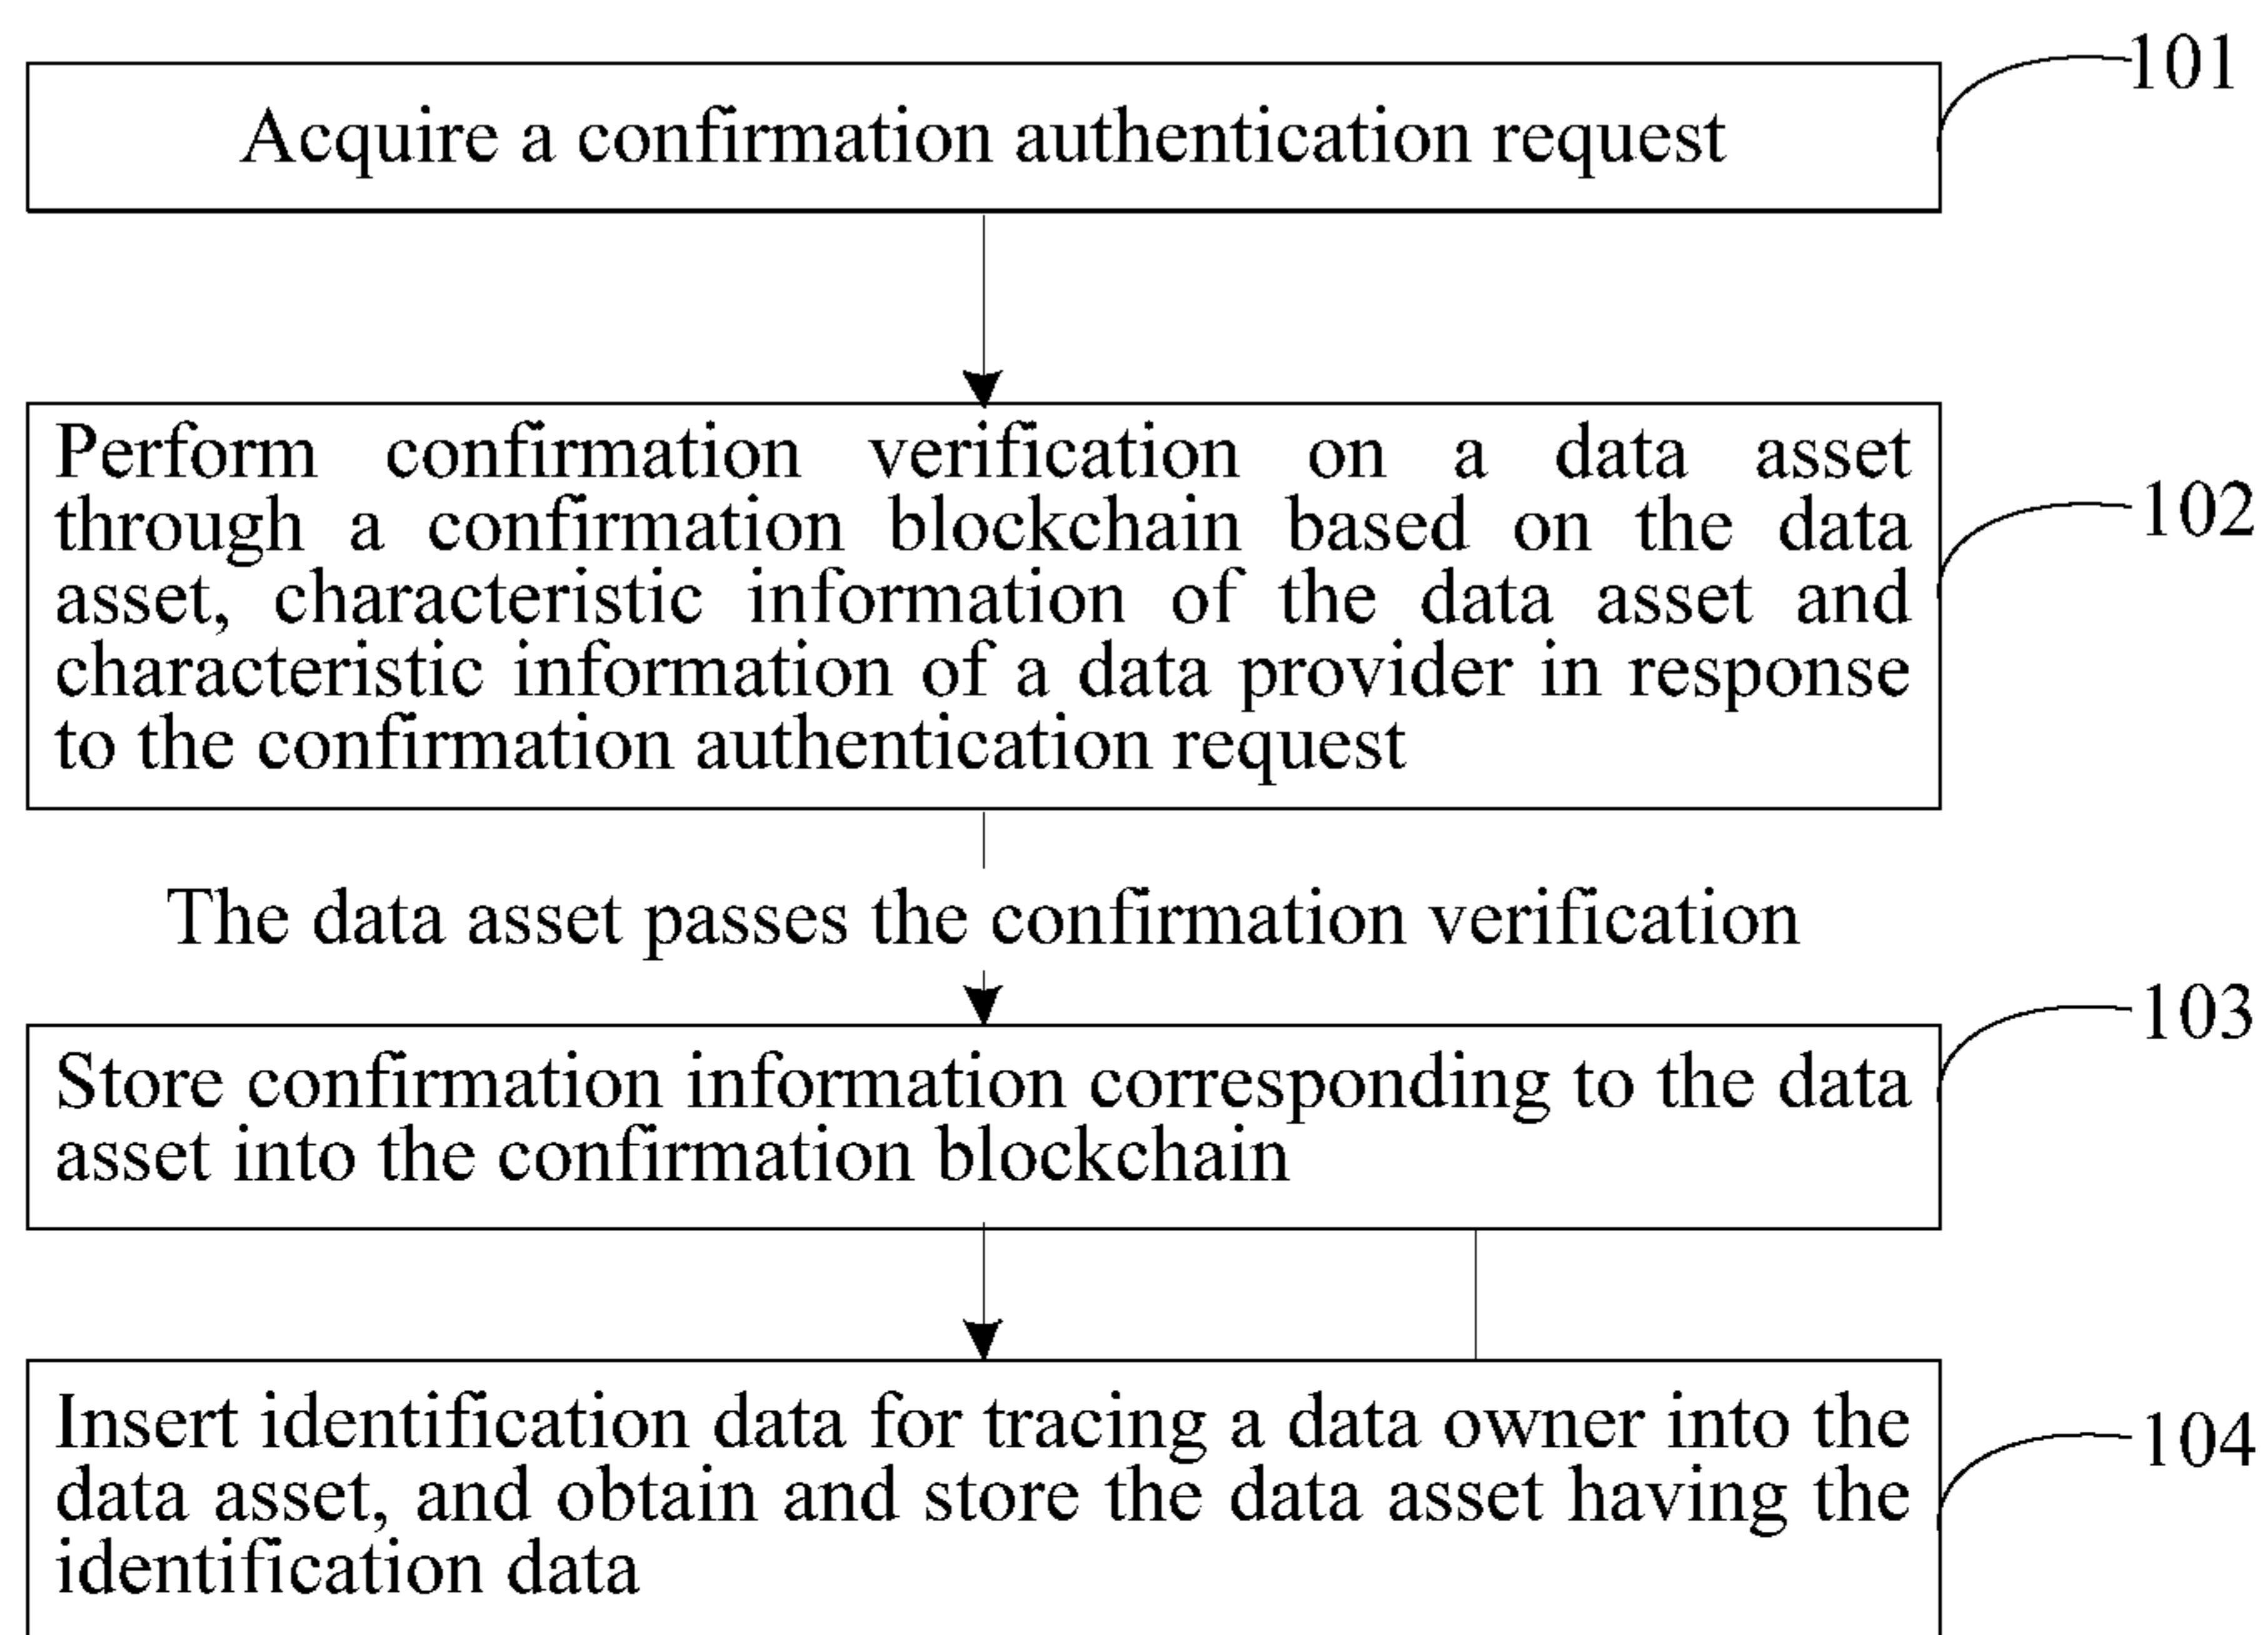 101
Acquire a confirmation authentication request
Perform confirmation verification on a data asset
through a confirmation blockchain based on the data
102
asset, characteristic information of the data asset and
characteristic information of a data provider in response
to the confirmation authentication request
The data asset passes the confirmation verification
103
Store confirmation information corresponding to the data
asset into the confirmation blockchain
Insert identification data for tracing a data owner into the
104
data asset, and obtain and store the data asset having the
identification data